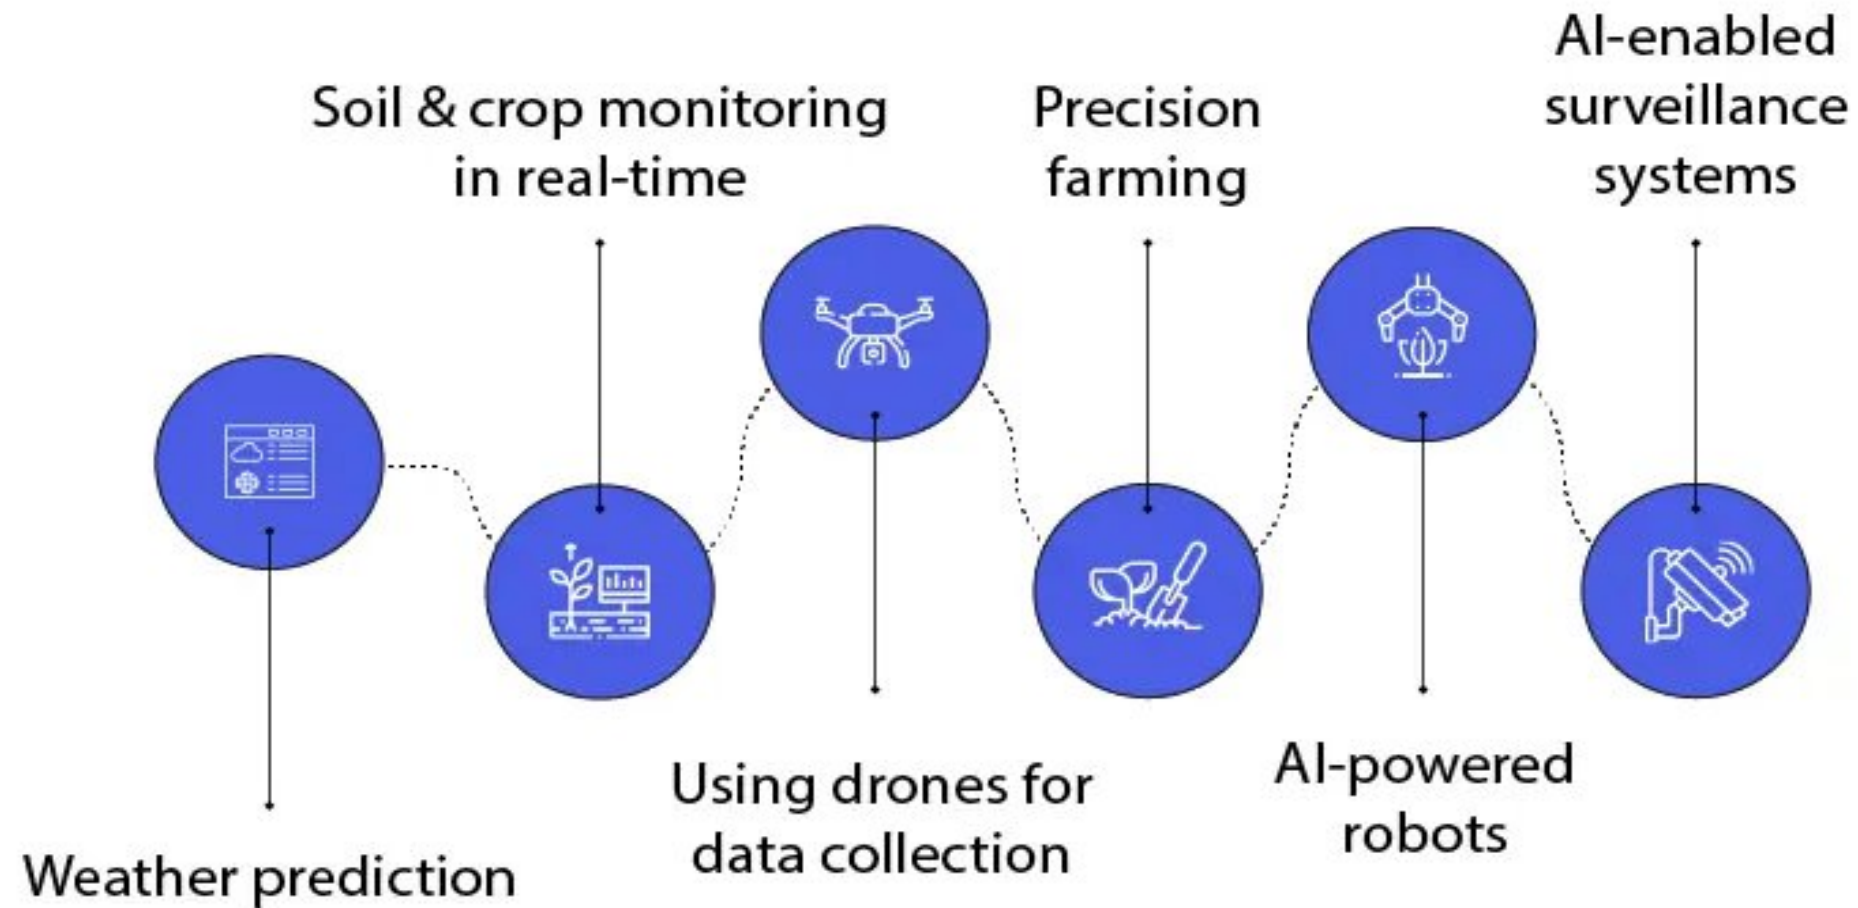 Weather prediction
Soil & crop monitoring
in real-time
Using drones for
data collection
Precision
farming
AI-powered
robots
AI-enabled
surveillance
systems